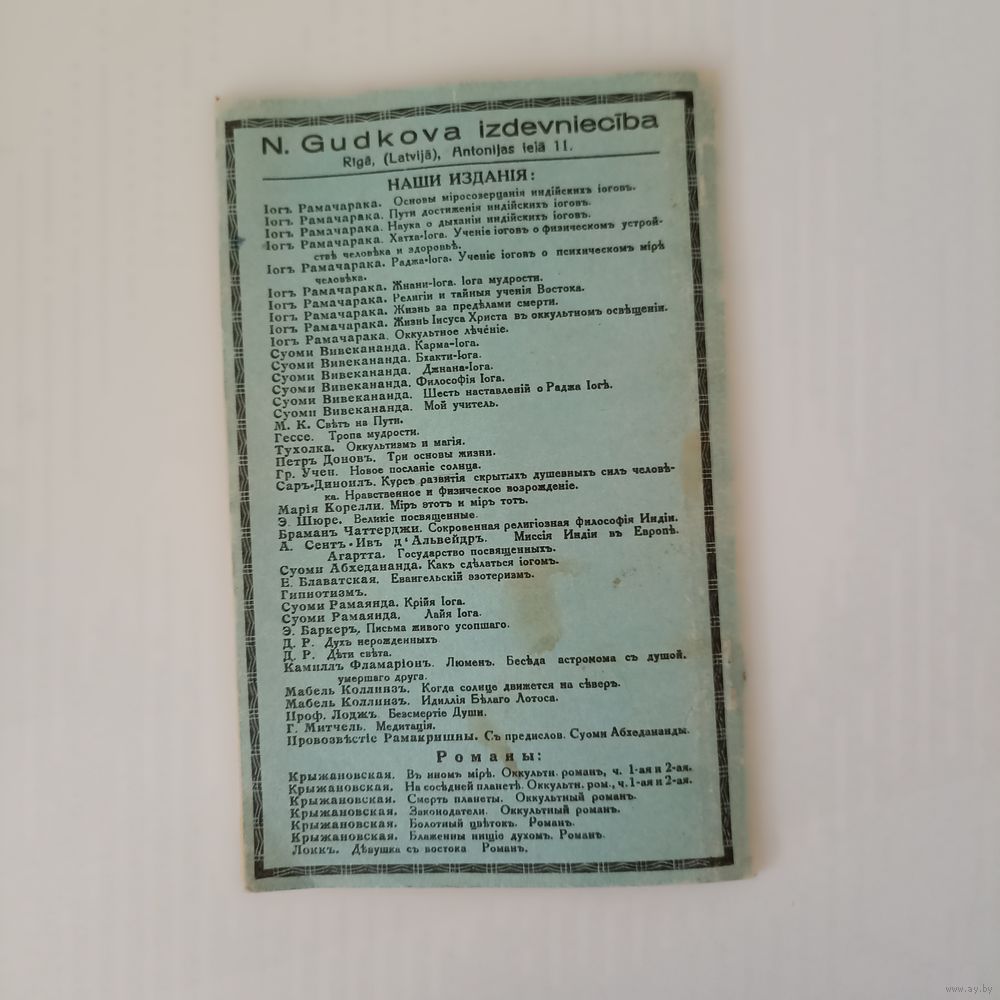 N. Gudkova izdevniecība
Rīgā, (Latvijā), Antonijas ielā 11.
НАШИ ИЗДАНІЯ:
Іогъ Рамачарака. Основы міросозерцанія индійскихъ іоговъ.
Іогъ Рамачарака. Пути достиженія индійскихъ іоговъ.
Іогъ Рамачарака. Наука о дыханіи индійскихъ іоговъ.
Іогъ Рамачарака. Хатха-Іога. Ученіе іоговъ о физическомъ устрой-
ствѣ человѣка и здоровьѣ.
Іогъ Рамачарака. Раджа-Іога. Ученіе іоговъ о психическомъ мірѣ
человѣка.
Іогъ Рамачарака. Жнани-Іога. Іога мудрости.
Іогъ Рамачарака. Религіи и тайныя ученія Востока.
Іогъ Рамачарака. Жизнь за предѣлами смерти.
Іогъ Рамачарака. Жизнь Іисуса Христа въ оккультномъ освѣщеніи.
Іогъ Рамачарака. Оккультное лѣченіе.
Суоми Вивекананда. Карма-Іога.
Суоми Вивекананда. Бхакти-Іога.
Суоми Вивекананда. Джнана-Іога.
Суоми Вивекананда. Философія Іога.
Суоми Вивекананда. Шесть наставленій о Раджа Іогѣ.
Суоми Вивекананда. Мой учитель.
М. К. Свѣтъ на Пути.
Гессе. Тропа мудрости.
Тухолка. Оккультизмъ и магія.
Петръ Доновъ. Три основы жизни.
Гр. Учен. Новое посланіе солнца.
Саръ-Диноилъ. Курсъ развитія скрытыхъ душевныхъ силъ человѣ-
ка. Нравственное и физическое возрожденіе.
Марія Корелли. Міръ этотъ и міръ тотъ.
Э. Шюре. Великіе посвященные.
Браманъ Чаттерджи. Сокровенная религіозная философія Индіи.
А. Сентъ-Ивъ д'Альвейдръ. Миссія Индіи въ Европѣ.
Агартта. Государство посвященныхъ.
Суоми Абхедананда. Какъ сдѣлаться іогомъ.
Е. Блаватская. Евангельскій эзотеризмъ.
Гипнотизмъ.
Суоми Рамаянда. Крійя Іога.
Суоми Рамаянда. Лайя Іога.
Э. Баркеръ. Письма живого усопшаго.
Д. Р. Духъ нерожденныхъ
Д. Р. Дѣти свѣта.
Камиллъ Фламаріонъ. Люменъ. Бесѣда астронома съ душой,
умершаго друга.
Мабель Коллинзъ. Когда солнце движется на сѣверъ.
Мабель Коллинзъ. Идиллія Бѣлаго Лотоса.
Проф. Лоджъ. Безсмертіе Души.
Г. Митчель. Медитація.
Провозвѣстіе Рамакришны. Съ предислов. Суоми Абхедананды.
Романы:
Крыжановская. Въ иномъ мірѣ. Оккультн. романъ, ч. 1-ая и 2-ая.
Крыжановская. На сосѣдней планетѣ. Оккультн. ром., ч. 1-ая и 2-ая.
Крыжановская. Смерть планеты. Оккультный романъ.
Крыжановская. Законодатели. Оккультный романъ.
Крыжановская. Болотный цвѣтокъ. Романъ.
Крыжановская. Блаженны нищіе духомъ. Романъ.
Локкъ. Дѣвушка съ востока Романъ.
www.ay.by